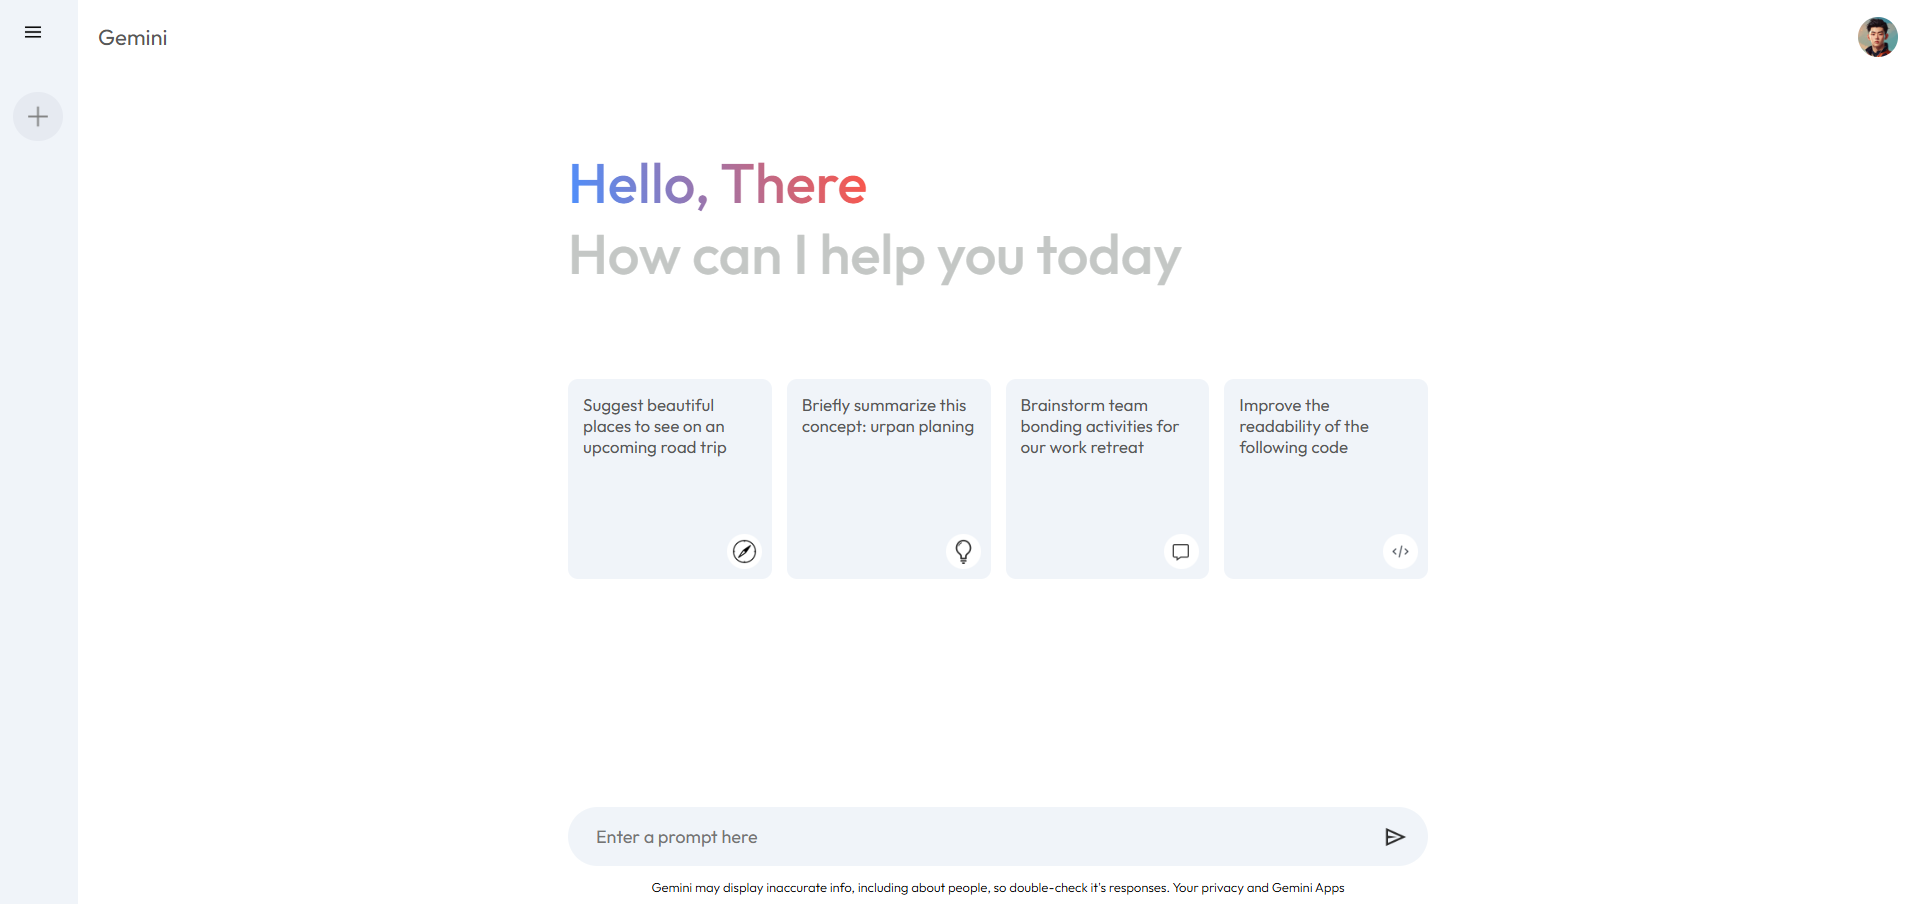 Gemini
Hello, There
How can I help you today
Suggest beautiful
places to see on an
upcoming road trip
Briefly summarize this
concept: urpan planing
Brainstorm team
bonding activities for
our work retreat
Improve the
readability of the
following code
Enter a prompt here
Gemini may display inaccurate info, including about people, so double-check it's responses. Your privacy and Gemini Apps